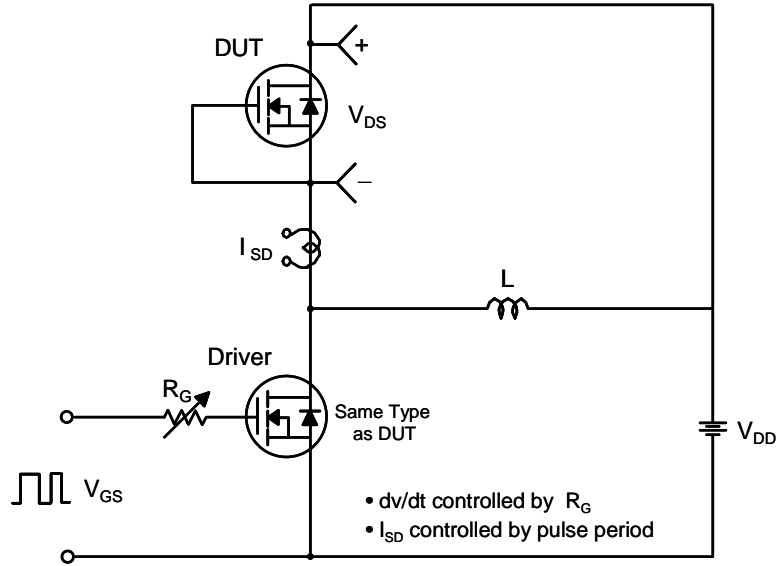 DUT
+
VDS
−
ISD
L
Driver
RG
Same Type
as DUT
VDD
VGS
• dv/dt controlled by RG
• ISD controlled by pulse period